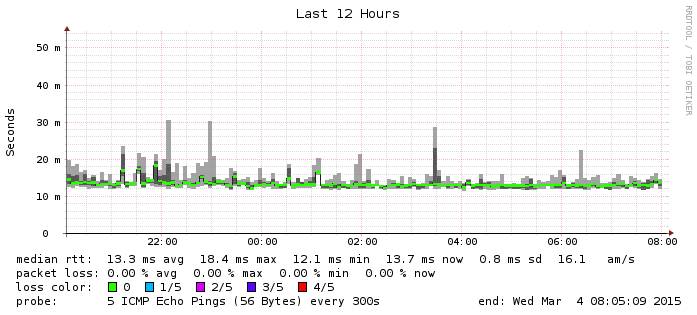 Last 12 Hours
RRDTOOL / TOBI OETIKER
Seconds
50 m
40 m
30 m
20 m
10 m
0
22:00 00:00 02:00 04:00 06:00 08:00
median rtt: 13.3 ms avg 18.4 ms max 12.1 ms min 13.7 ms now 0.8 ms sd 16.1 am/s
packet loss: 0.00 % avg 0.00 % max 0.00 % min 0.00 % now
loss color: 0 1/5 2/5 3/5 4/5
probe: 5 ICMP Echo Pings (56 Bytes) every 300s end: Wed Mar 4 08:05:09 2015